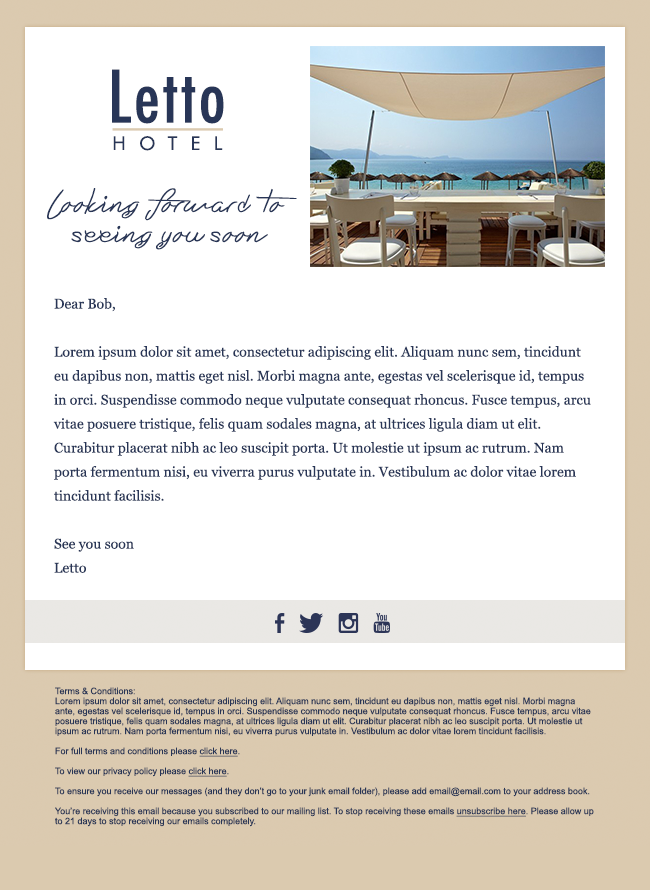 Letto
HOTEL
Looking forward to
seeing you soon
Dear Bob,
Lorem ipsum dolor sit amet, consectetur adipiscing elit. Aliquam nunc sem, tincidunt
eu dapibus non, mattis eget nisl. Morbi magna ante, egestas vel scelerisque id, tempus
in orci. Suspendisse commodo neque vulputate consequat rhoncus. Fusce tempus, arcu
vitae posuere tristique, felis quam sodales magna, at ultrices ligula diam ut elit.
Curabitur placerat nibh ac leo suscipit porta. Ut molestie ut ipsum ac rutrum. Nam
porta fermentum nisi, eu viverra purus vulputate in. Vestibulum ac dolor vitae lorem
tincidunt facilisis.
See you soon
Letto
You
Tube
Terms & Conditions:
Lorem ipsum dolor sit amet, consectetur adipiscing elit. Aliquam nunc sem, tincidunt eu dapibus non, mattis eget nisl. Morbi magna
ante, egestas vel scelerisque id, tempus in orci. Suspendisse commodo neque vulputate consequat rhoncus. Fusce tempus, arcu vitae
posuere tristique, felis quam sodales magna, at ultrices ligula diam ut elit. Curabitur placerat nibh ac leo suscipit porta. Ut molestie ut
ipsum ac rutrum. Nam porta fermentum nisi, eu viverra purus vulputate in. Vestibulum ac dolor vitae lorem tincidunt facilisis.
For full terms and conditions please click here.
To view our privacy policy please click here.
To ensure you receive our messages (and they don't go to your junk email folder), please add email@email.com to your address book.
You're receiving this email because you subscribed to our mailing list. To stop receiving these emails unsubscribe here. Please allow up
to 21 days to stop receiving our emails completely.